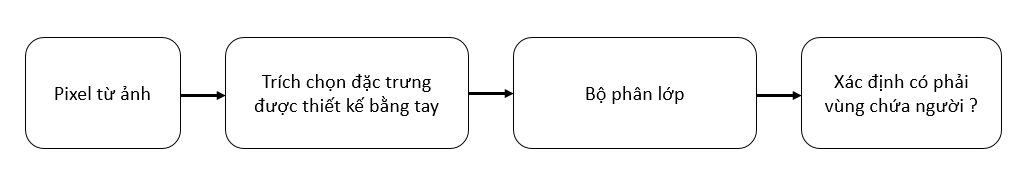 Pixel từ ảnh
Trích chọn đặc trưng
được thiết kế bằng tay
Bộ phân lớp
Xác định có phải
vùng chứa người ?